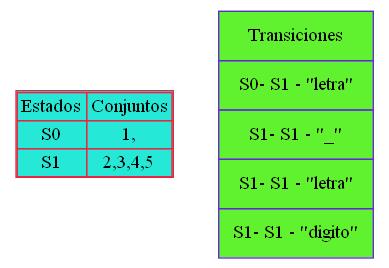 Estados Conjuntos
S0 1,
S1 2,3,4,5
Transiciones
S0- S1 - "letra"
S1- S1 - "_"
S1- S1 - "letra"
S1- S1 - "digito"